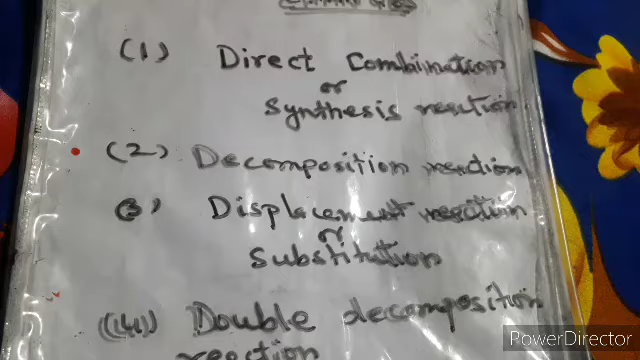 (1) Direct Combination
or
Synthesis reaction
(2) Decomposition reaction
(3) Displacement reaction
or
Substitution
(4) Double decomposition
reaction
PowerDirector